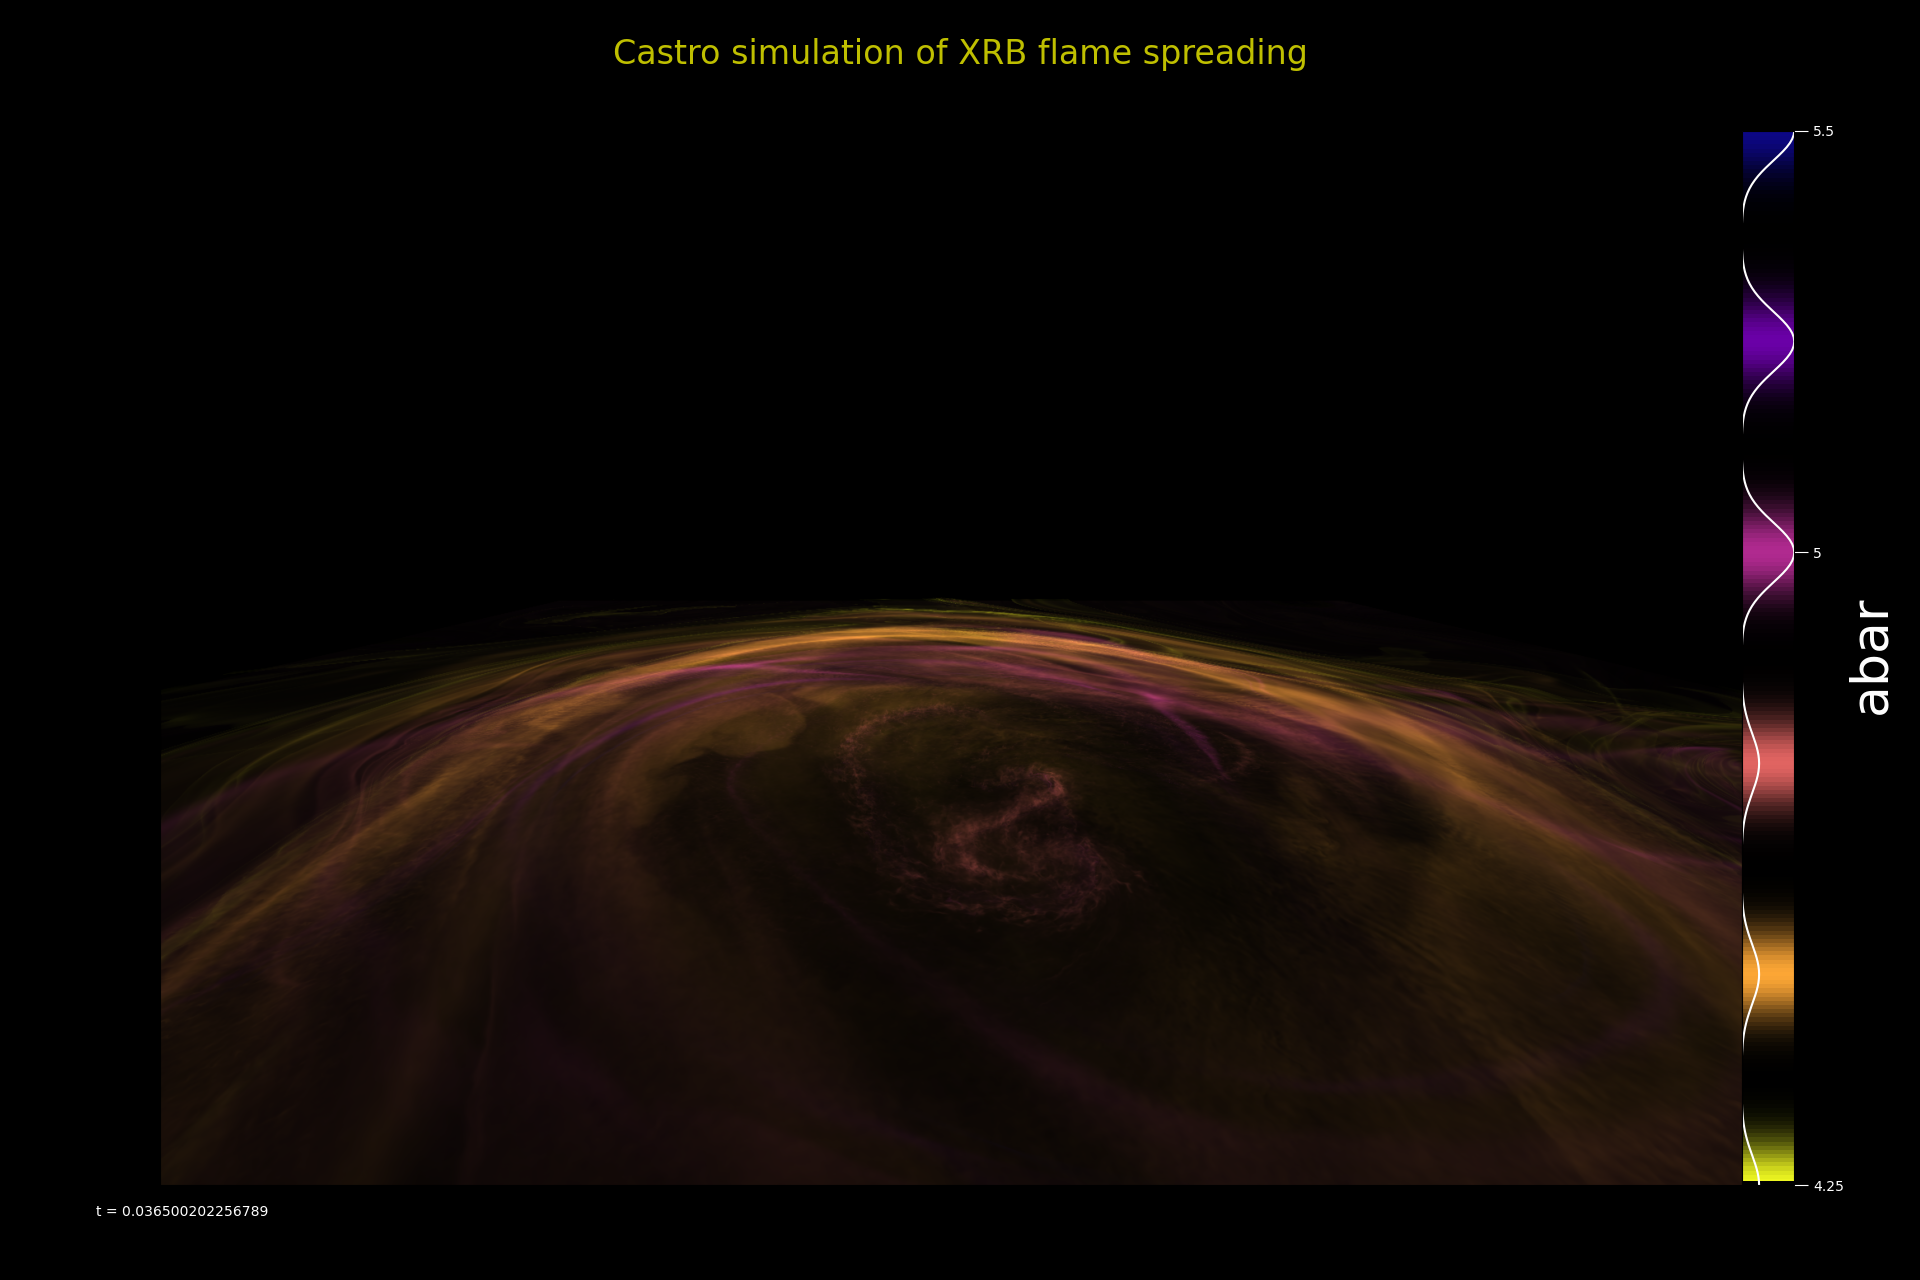 Castro simulation of XRB flame spreading
5.5
5
abar
4.25
t = 0.036500202256789